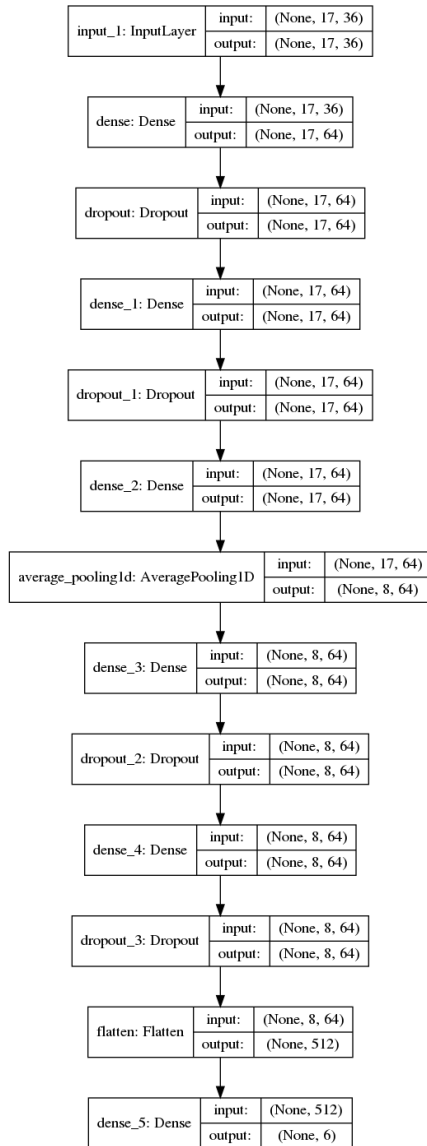 input_1: InputLayer
input: (None, 17, 36)
output: (None, 17, 36)
dense: Dense
input: (None, 17, 36)
output: (None, 17, 64)
dropout: Dropout
input: (None, 17, 64)
output: (None, 17, 64)
dense_1: Dense
input: (None, 17, 64)
output: (None, 17, 64)
dropout_1: Dropout
input: (None, 17, 64)
output: (None, 17, 64)
dense_2: Dense
input: (None, 17, 64)
output: (None, 17, 64)
average_pooling1d: AveragePooling1D
input: (None, 17, 64)
output: (None, 8, 64)
dense_3: Dense
input: (None, 8, 64)
output: (None, 8, 64)
dropout_2: Dropout
input: (None, 8, 64)
output: (None, 8, 64)
dense_4: Dense
input: (None, 8, 64)
output: (None, 8, 64)
dropout_3: Dropout
input: (None, 8, 64)
output: (None, 8, 64)
flatten: Flatten
input: (None, 8, 64)
output: (None, 512)
dense_5: Dense
input: (None, 512)
output: (None, 6)